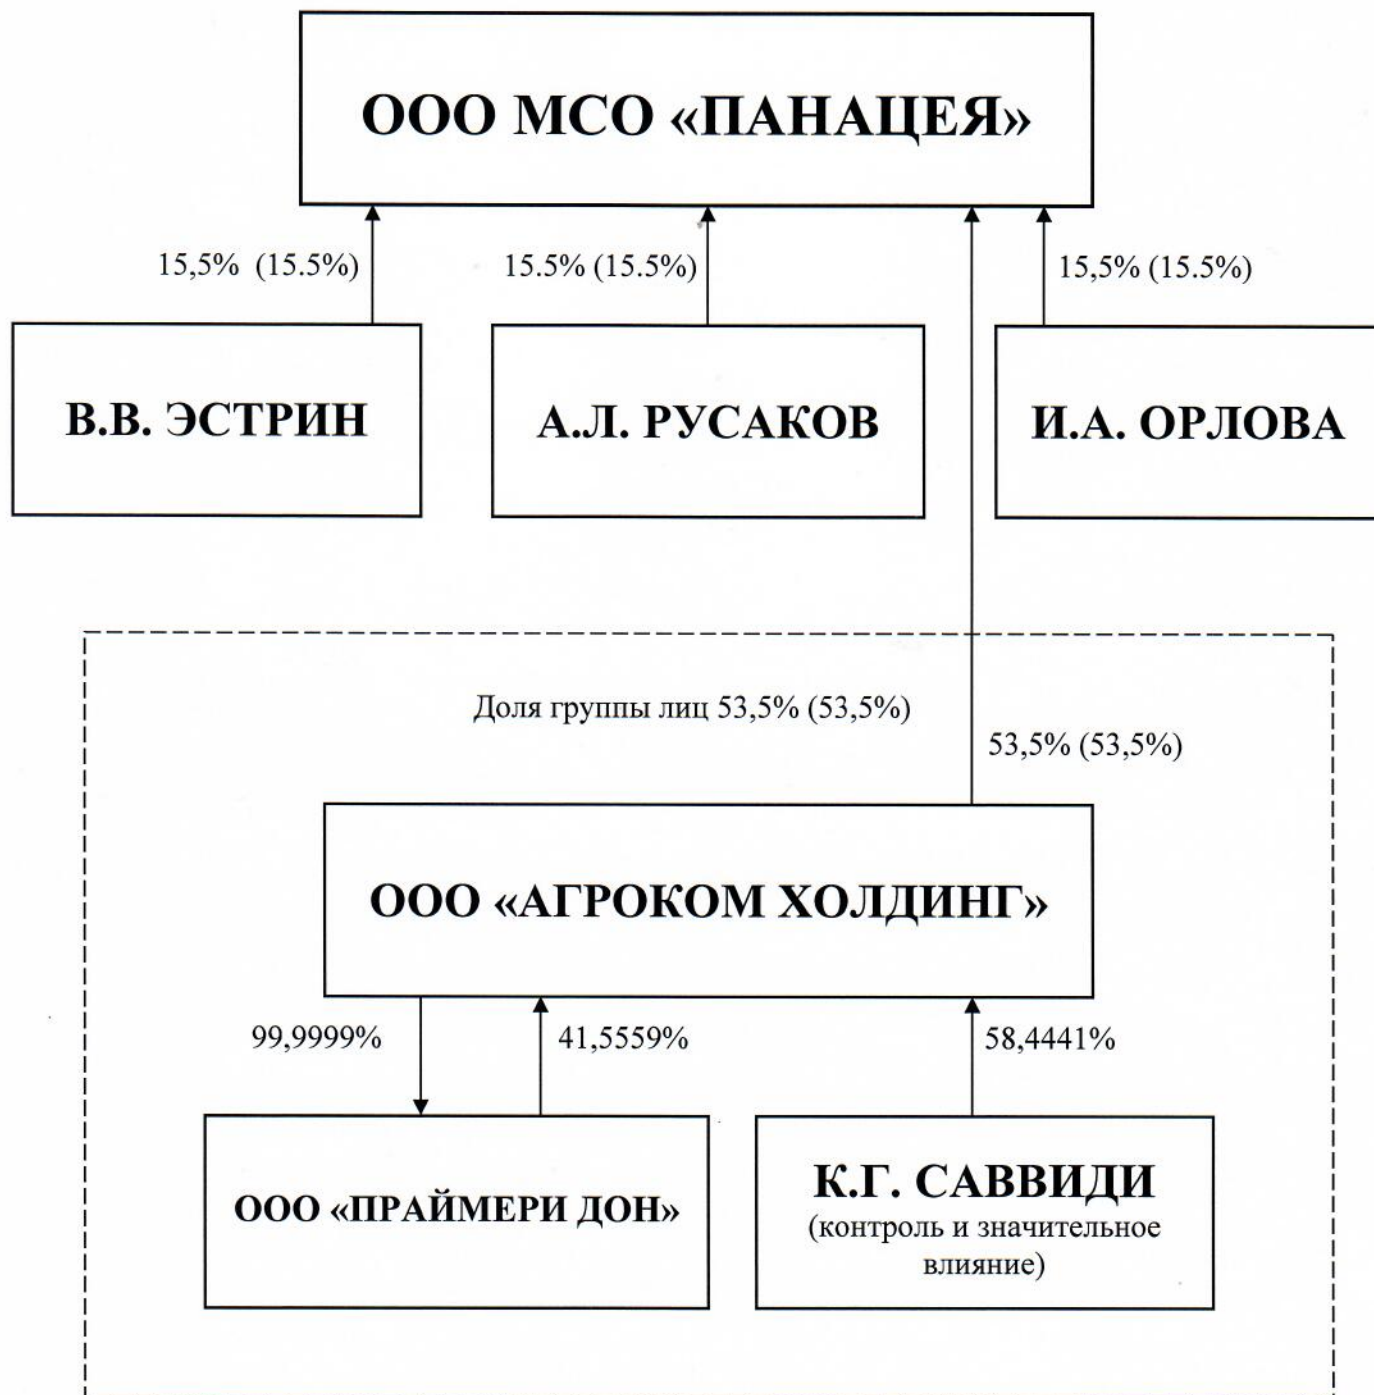 ООО МСО «ПАНАЦЕЯ»
15,5% (15.5%)
15.5% (15.5%)
15,5% (15.5%)
В.В. ЭСТРИН
А.Л. РУСАКОВ
И.А. ОРЛОВА
Доля группы лиц 53,5% (53,5%)
53,5% (53,5%)
ООО «АГРОКОМ ХОЛДИНГ»
99,9999%
41,5559%
58,4441%
ООО «ПРАЙМЕРИ ДОН»
К.Г. САВВИДИ
(контроль и значительное
влияние)